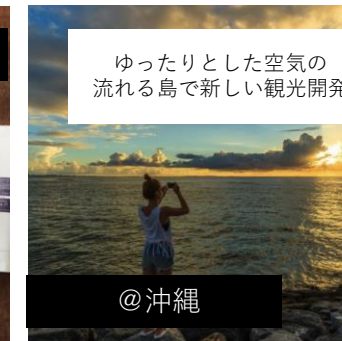 ゆったりとした空気の
流れる島で新しい観光開発
@沖縄